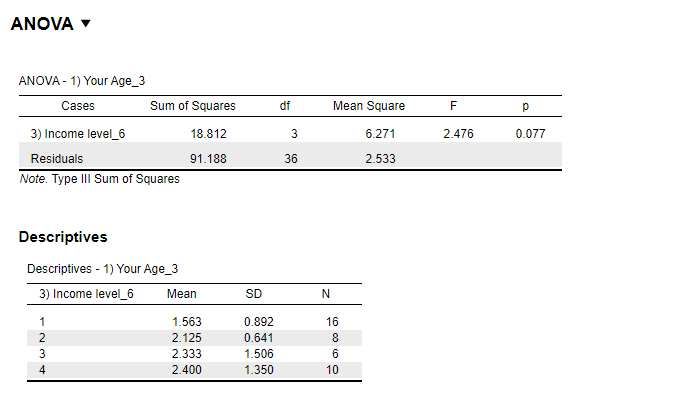 ANOVA ▼
ANOVA - 1) Your Age_3
Cases Sum of Squares df Mean Square F p
3) Income level_6 18.812 3 6.271 2.476 0.077
Residuals 91.188 36 2.533
Note. Type III Sum of Squares
Descriptives
Descriptives - 1) Your Age_3
3) Income level_6 Mean SD N
1 1.563 0.892 16
2 2.125 0.641 8
3 2.333 1.506 6
4 2.400 1.350 10